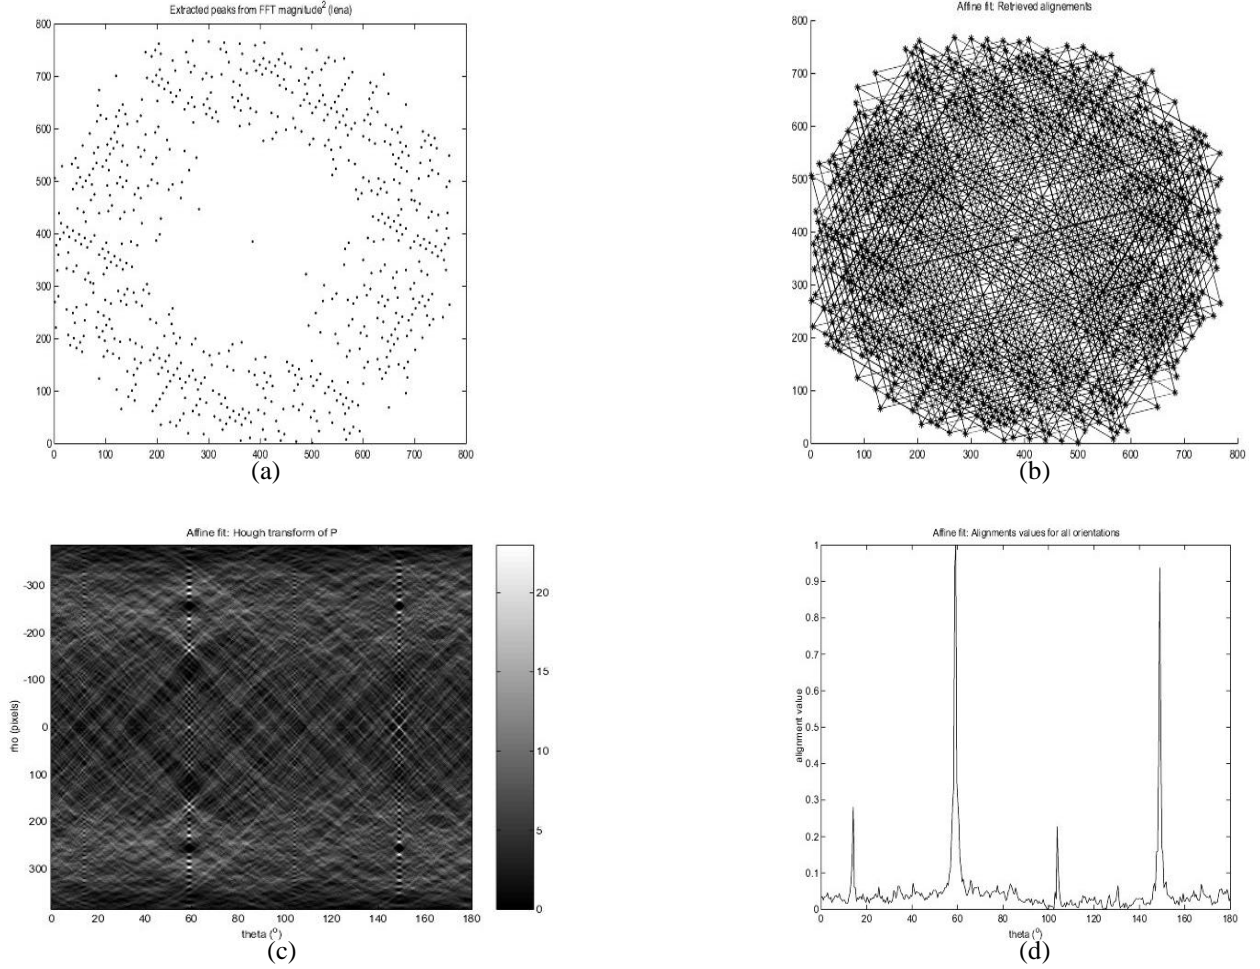 Extracted peaks from FFT magnitude² (lena)
800
700
600
500
400
300
200
100
0
0 100 200 300 400 500 600 700 800
(a)
Affine fit: Retrieved alignements
800
700
600
500
400
300
200
100
0
0 100 200 300 400 500 600 700 800
(b)
Affine fit: Hough transform of P
-300
-200
-100
0
100
200
300
rho (pixels)
0 20 40 60 80 100 120 140 160 180
theta (°)
20
15
10
5
0
(c)
Affine fit: Alignments values for all orientations
1
0.9
0.8
0.7
0.6
0.5
0.4
0.3
0.2
0.1
0
alignment value
0 20 40 60 80 100 120 140 160 180
theta (°)
(d)